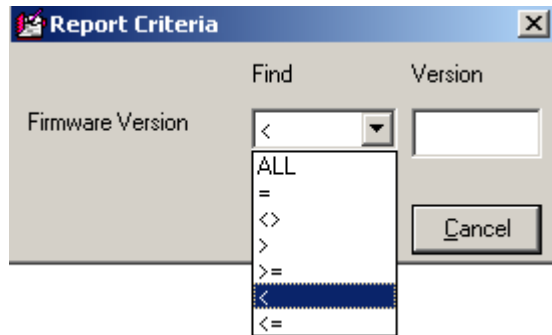 Report Criteria
Find Version
Firmware Version
<
ALL
=
<>
>
>=
<
<=
Cancel